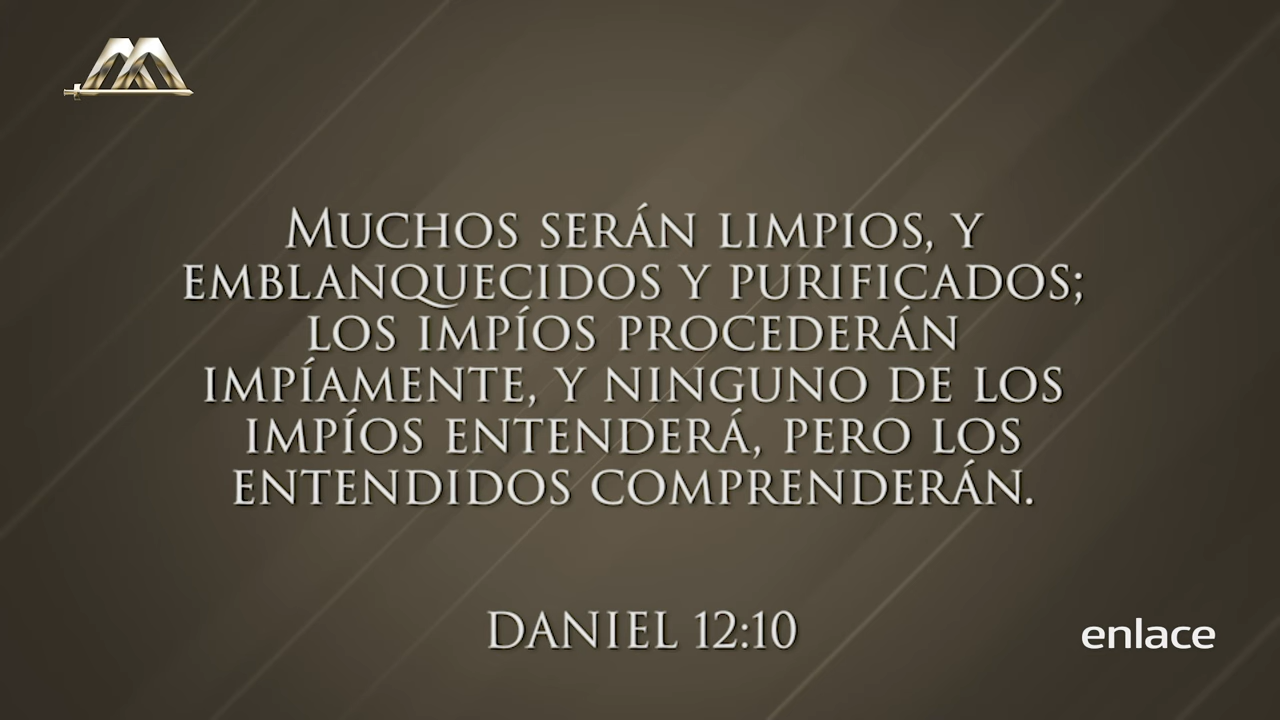 Muchos serán limpios, y
emblanquecidos y purificados;
los impíos procederán
impíamente, y ninguno de los
impíos entenderá, pero los
entendidos comprenderán.
DANIEL 12:10
enlace